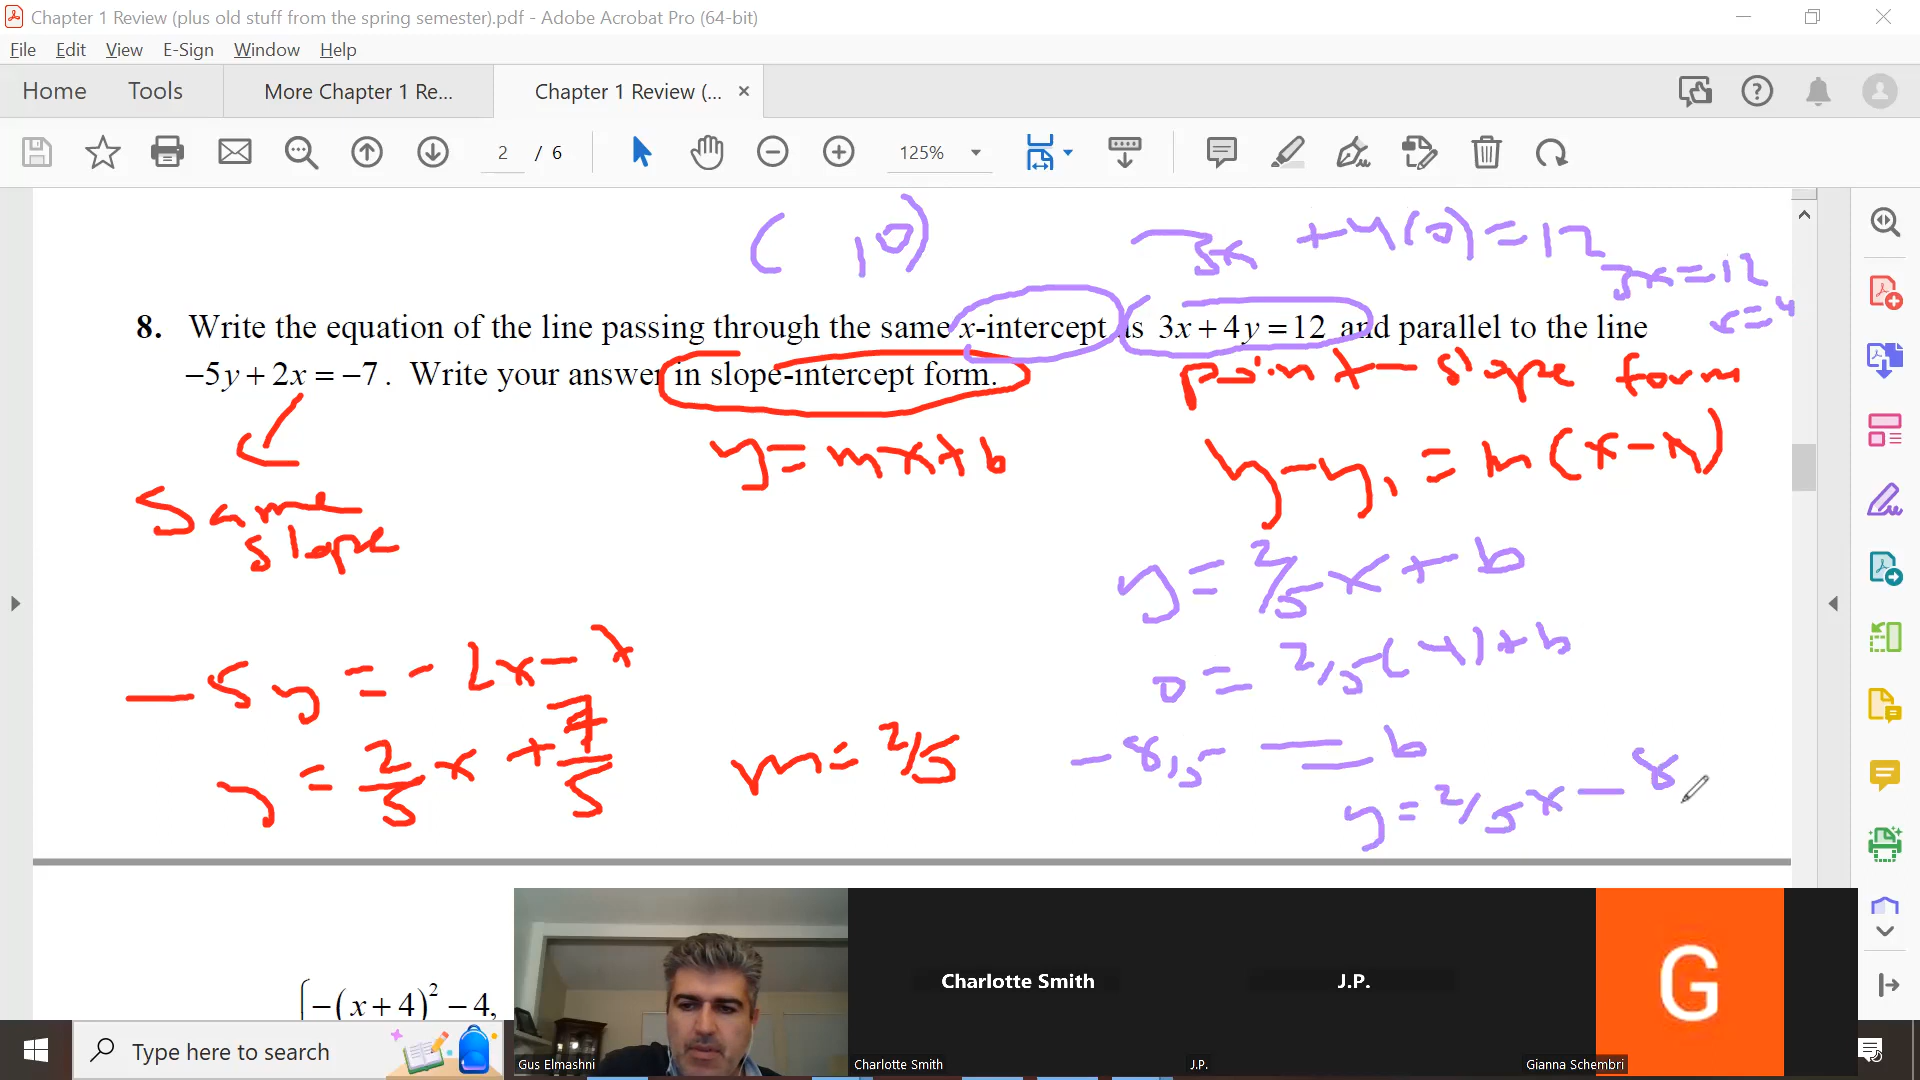 Chapter 1 Review (plus old stuff from the spring semester).pdf - Adobe Acrobat Pro (64-bit)
File Edit View E-Sign Window Help
Home Tools More Chapter 1 Re... Chapter 1 Review (...
2 / 6 125%
( , 0) 3x +4(0)=12
3x=12
x=4
8. Write the equation of the line passing through the same x-intercept as 3x+4y=12 and parallel to the line
−5y+2x=−7. Write your answer in slope-intercept form.
point-slope form
y=mx+b y-y1=m(x-x)
Same
slope
y=2/5x+b
-5y=-2x-7 0=2/5(4)+b
y=2/5x+7/5 m=2/5 -8/5=b
y=2/5x-8
−(x+4)²−4,
Charlotte Smith J.P. G
Type here to search
Gus Elmashni Charlotte Smith J.P. Gianna Schembri